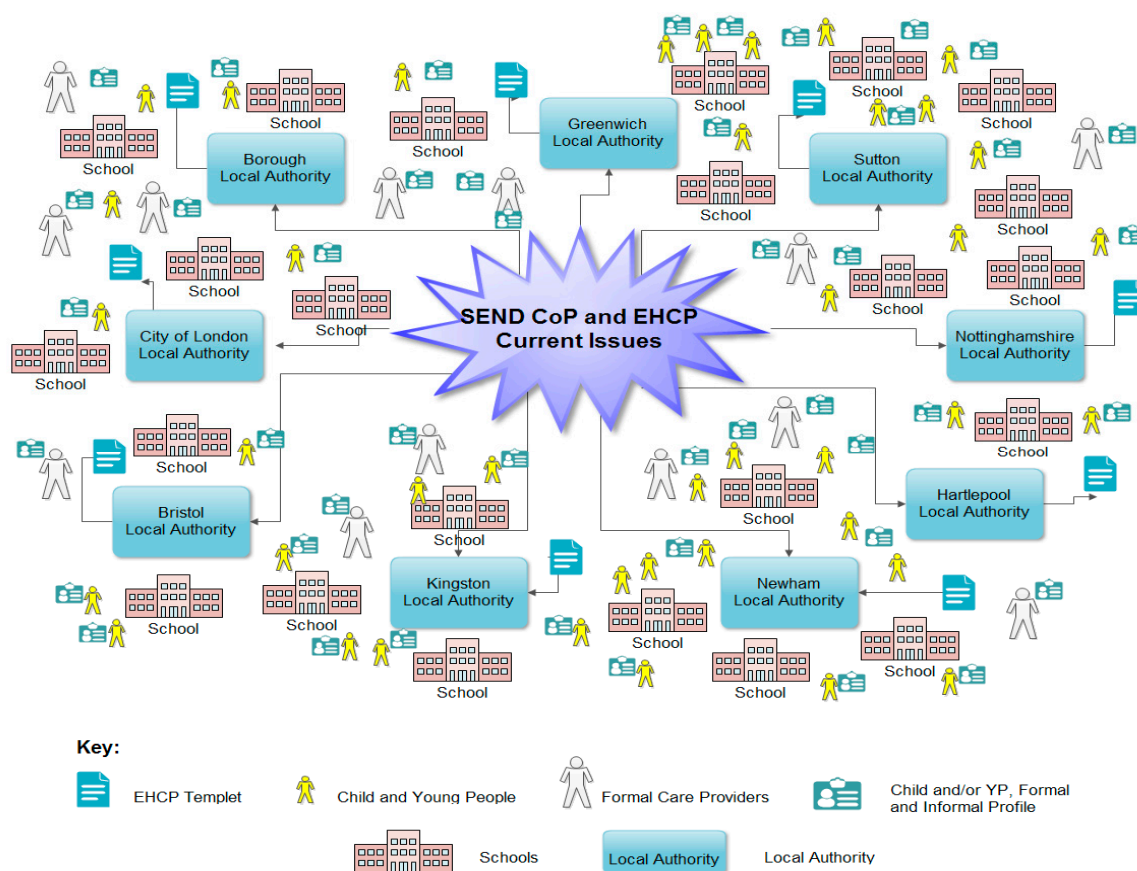 School
School
Borough
Local Authority
School
Greenwich
Local Authority
School
School
School
Sutton
Local Authority
School
School
School
School
School
School
SEND CoP and EHCP
Current Issues
City of London
Local Authority
School
Nottinghamshire
Local Authority
School
School
School
School
Bristol
Local Authority
Hartlepool
Local Authority
School
School
Kingston
Local Authority
Newham
Local Authority
School
School
School
School
School
Key:
EHCP Templet
Child and Young People
Formal Care Providers
Child and/or YP, Formal
and Informal Profile
Schools
Local Authority
Local Authority